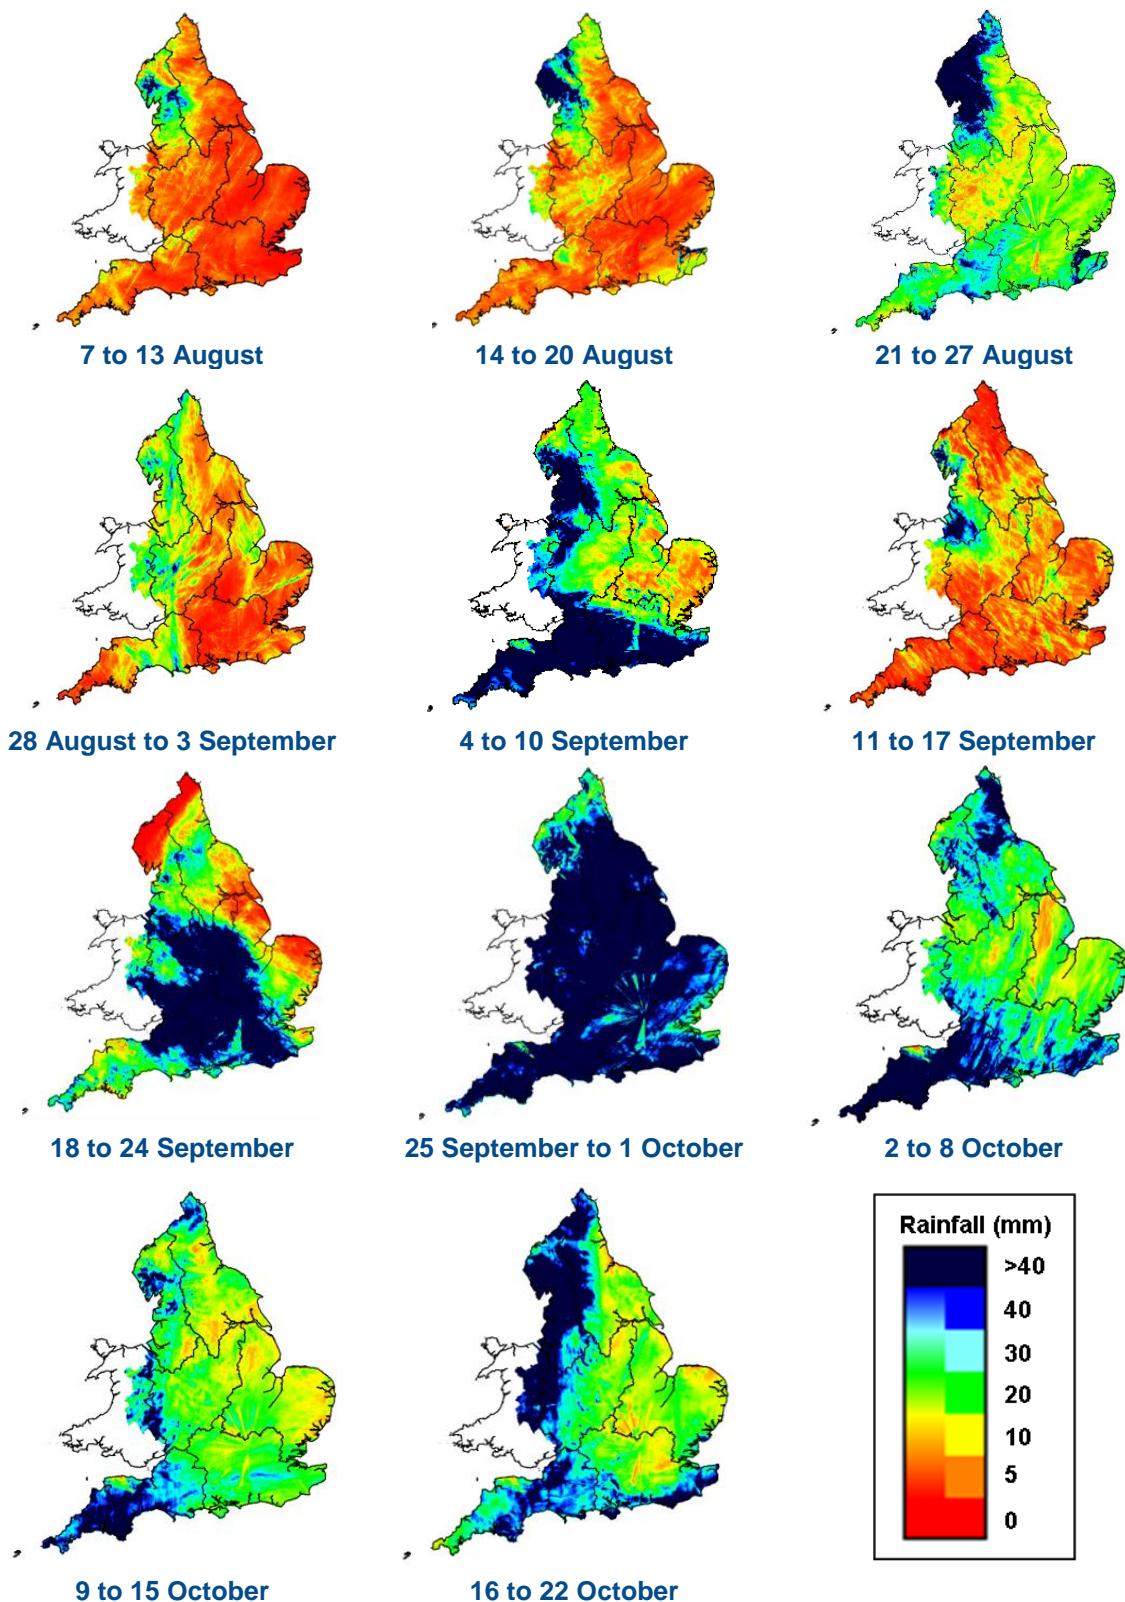 7 to 13 August
14 to 20 August
21 to 27 August
28 August to 3 September
4 to 10 September
11 to 17 September
18 to 24 September
25 September to 1 October
2 to 8 October
9 to 15 October
16 to 22 October
Rainfall (mm)
>40
40
30
20
10
5
0